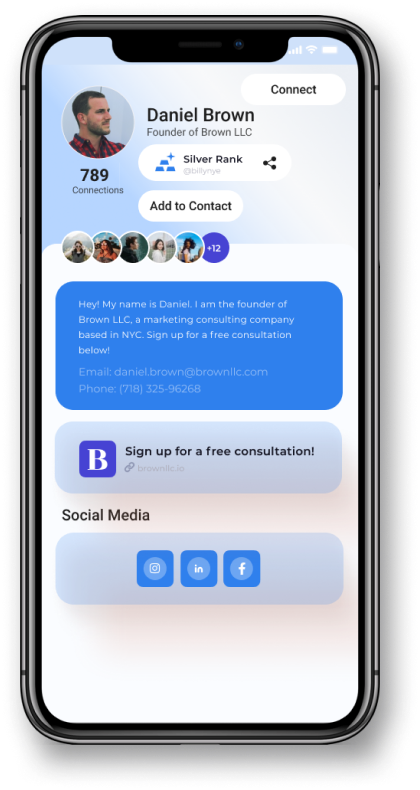 Connect
Daniel Brown
Founder of Brown LLC
Silver Rank
@billynye
789
Connections
Add to Contact
+12
Hey! My name is Daniel. I am the founder of
Brown LLC, a marketing consulting company
based in NYC. Sign up for a free consultation
below!
Email: daniel.brown@brownllc.com
Phone: (718) 325-96268
B
Sign up for a free consultation!
brownllc.io
Social Media
in
f